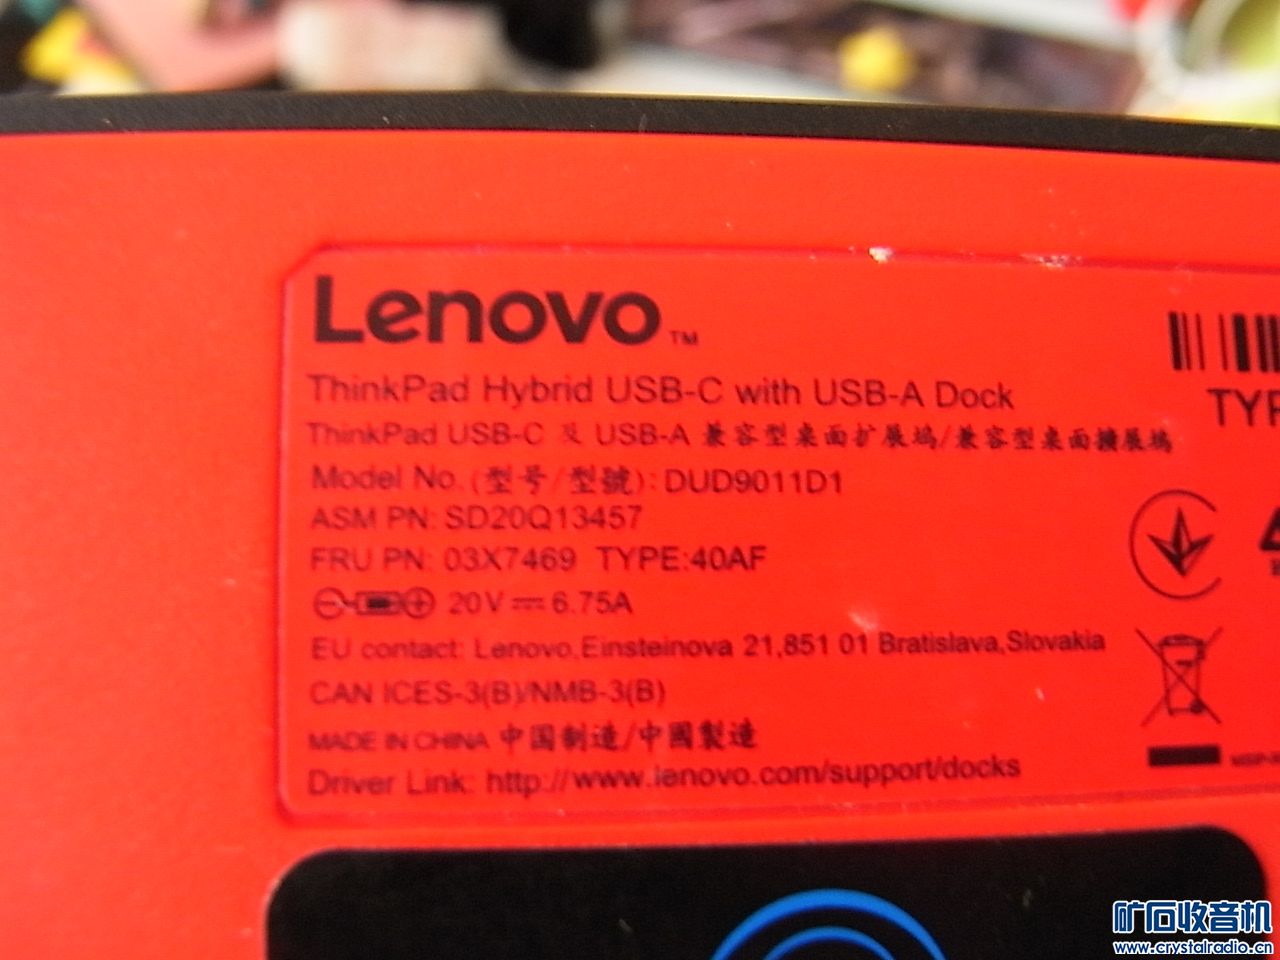 Lenovo™
ThinkPad Hybrid USB-C with USB-A Dock
ThinkPad USB-C 及 USB-A 兼容型桌面扩展坞/兼容型桌面擴展塢
Model No. (型号/型號): DUD9011D1
ASM PN: SD20Q13457
FRU PN: 03X7469 TYPE:40AF
20V⎓6.75A
EU contact: Lenovo,Einsteinova 21,851 01 Bratislava,Slovakia
CAN ICES-3(B)/NMB-3(B)
MADE IN CHINA 中国制造/中國製造
Driver Link: http://www.lenovo.com/support/docks
矿石收音机
www.crystalradio.cn